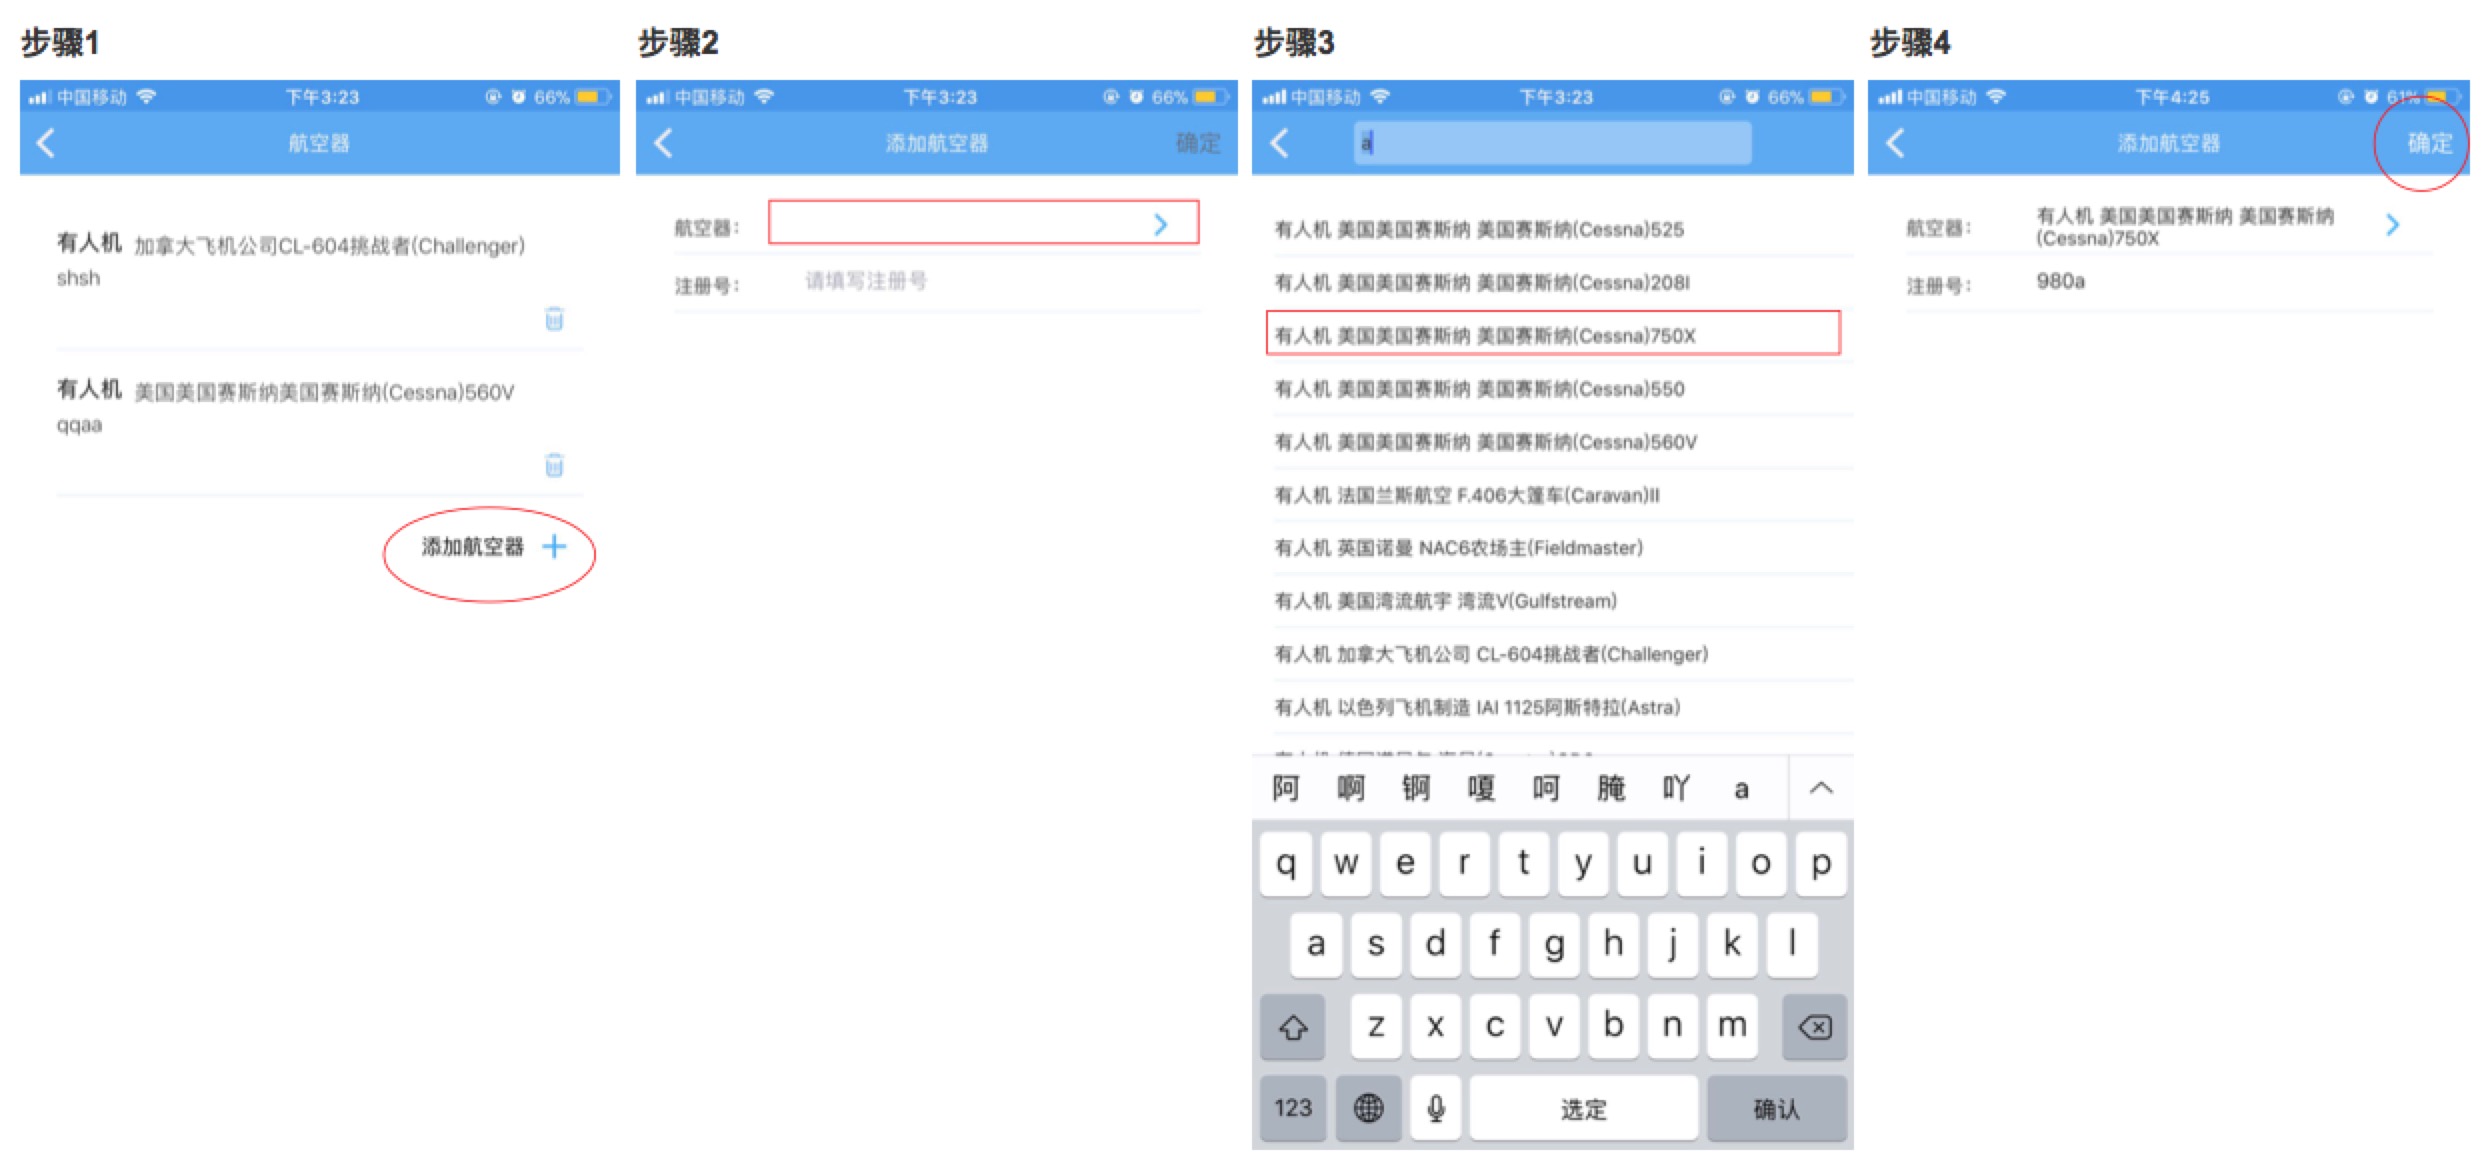 步骤1
中国移动 下午3:23 66%
航空器
有人机 加拿大飞机公司CL-604挑战者(Challenger)
shsh
有人机 美国美国赛斯纳美国赛斯纳(Cessna)560V
qqaa
添加航空器
步骤2
中国移动 下午3:23 66%
添加航空器 确定
航空器：
注册号： 请填写注册号
步骤3
中国移动 下午3:23 66%
a
有人机 美国美国赛斯纳 美国赛斯纳(Cessna)525
有人机 美国美国赛斯纳 美国赛斯纳(Cessna)208I
有人机 美国美国赛斯纳 美国赛斯纳(Cessna)750X
有人机 美国美国赛斯纳 美国赛斯纳(Cessna)550
有人机 美国美国赛斯纳 美国赛斯纳(Cessna)560V
有人机 法国兰斯航空 F.406大篷车(Caravan)II
有人机 英国诺曼 NAC6农场主(Fieldmaster)
有人机 美国湾流航宇 湾流V(Gulfstream)
有人机 加拿大飞机公司 CL-604挑战者(Challenger)
有人机 以色列飞机制造 IAI 1125阿斯特拉(Astra)
阿 啊 锕 嗄 呵 腌 吖 a
q w e r t y u i o p
a s d f g h j k l
z x c v b n m
123 选定 确认
步骤4
中国移动 下午4:25 61%
添加航空器 确定
航空器： 有人机 美国美国赛斯纳 美国赛斯纳
(Cessna)750X
注册号： 980a